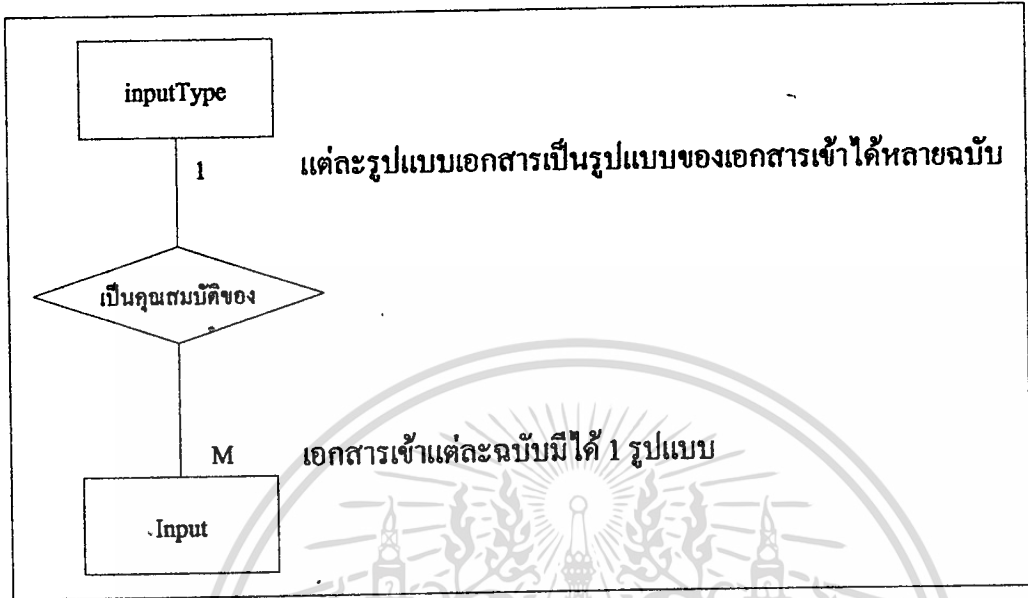 inputType
1
แต่ละรูปแบบเอกสารเป็นรูปแบบของเอกสารเข้าได้หลายฉบับ
เป็นคุณสมบัติของ
M
เอกสารเข้าแต่ละฉบับมีได้ 1 รูปแบบ
Input